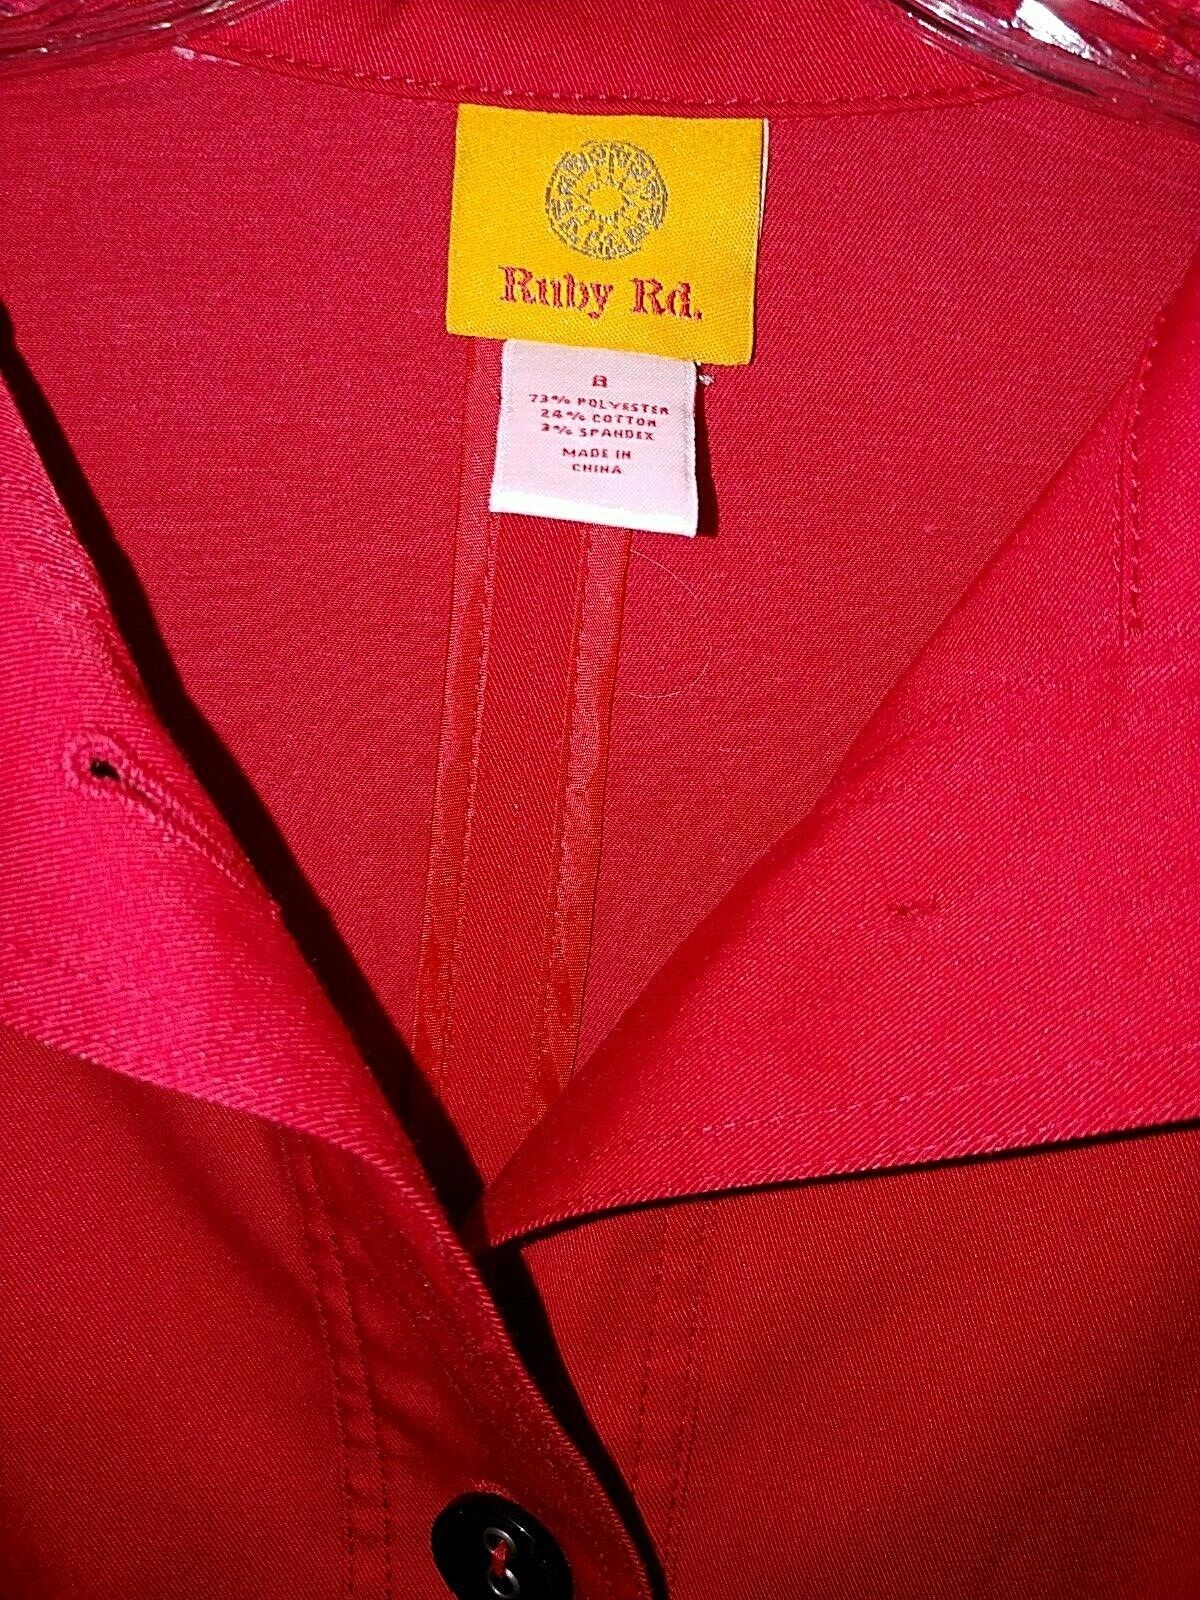 Ruby Rd.
8
73% POLYESTER
24% COTTON
3% SPANDEX
MADE IN
CHINA